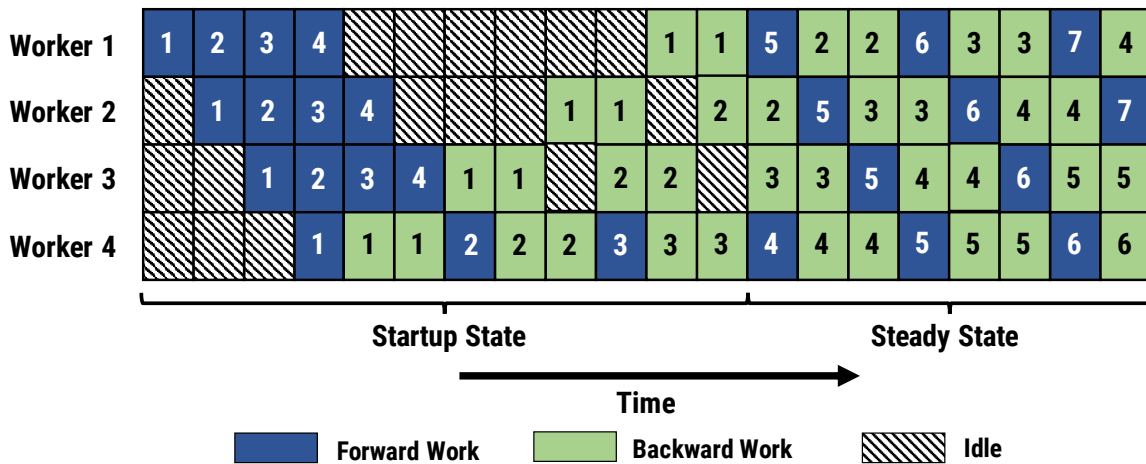 Worker 1 1 2 3 4 1 1 5 2 2 6 3 3 7 4
Worker 2 1 2 3 4 1 1 2 2 5 3 3 6 4 4 7
Worker 3 1 2 3 4 1 1 2 2 3 3 5 4 4 6 5 5
Worker 4 1 1 1 2 2 2 3 3 3 4 4 4 5 5 5 6 6
Startup State Steady State
Time
Forward Work Backward Work Idle